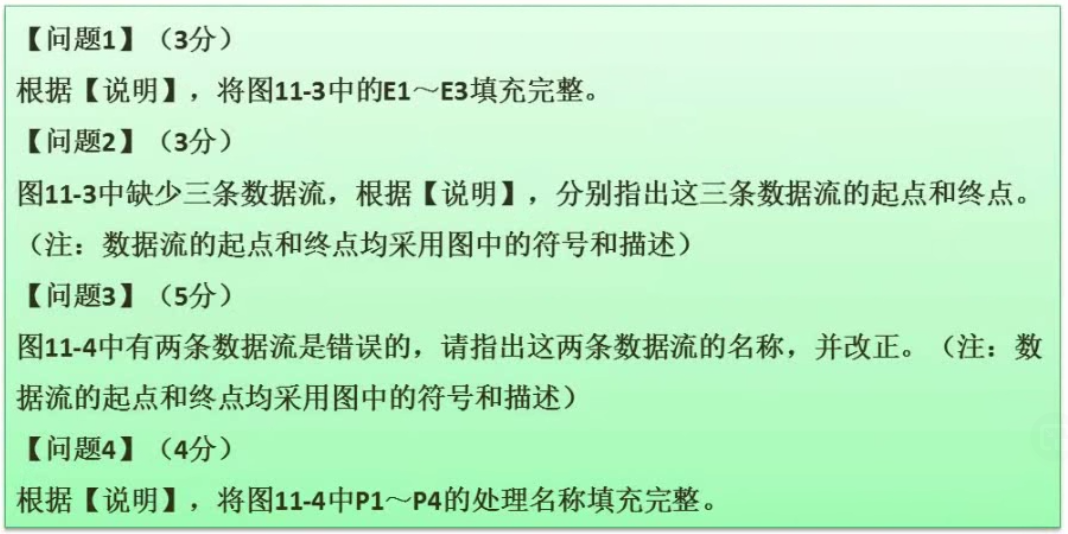 【问题1】（3分）
根据【说明】，将图11-3中的E1～E3填充完整。
【问题2】（3分）
图11-3中缺少三条数据流，根据【说明】，分别指出这三条数据流的起点和终点。
（注：数据流的起点和终点均采用图中的符号和描述）
【问题3】（5分）
图11-4中有两条数据流是错误的，请指出这两条数据流的名称，并改正。（注：数
据流的起点和终点均采用图中的符号和描述）
【问题4】（4分）
根据【说明】，将图11-4中P1～P4的处理名称填充完整。